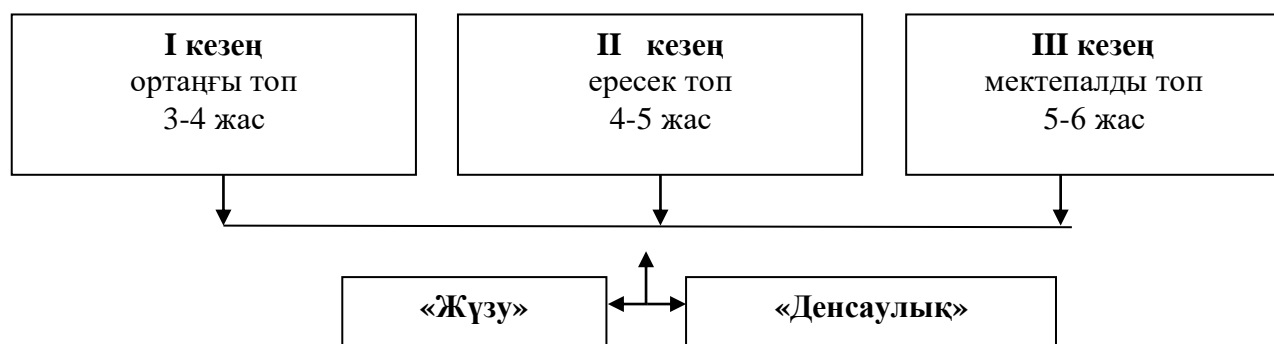 I кезең
ортаңғы топ
3-4 жас
II кезең
ересек топ
4-5 жас
III кезең
мектепалды топ
5-6 жас
«Жүзу»
«Денсаулық»